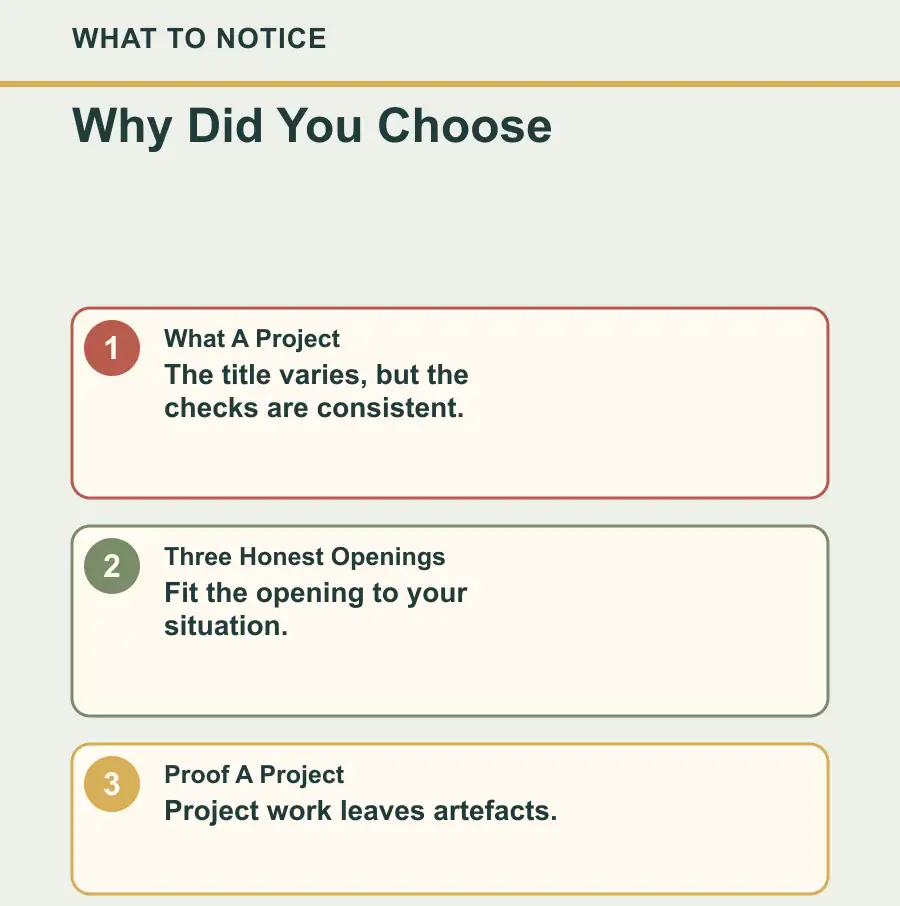 WHAT TO NOTICE
Why Did You Choose
1
What A Project
The title varies, but the
checks are consistent.
2
Three Honest Openings
Fit the opening to your
situation.
3
Proof A Project
Project work leaves artefacts.